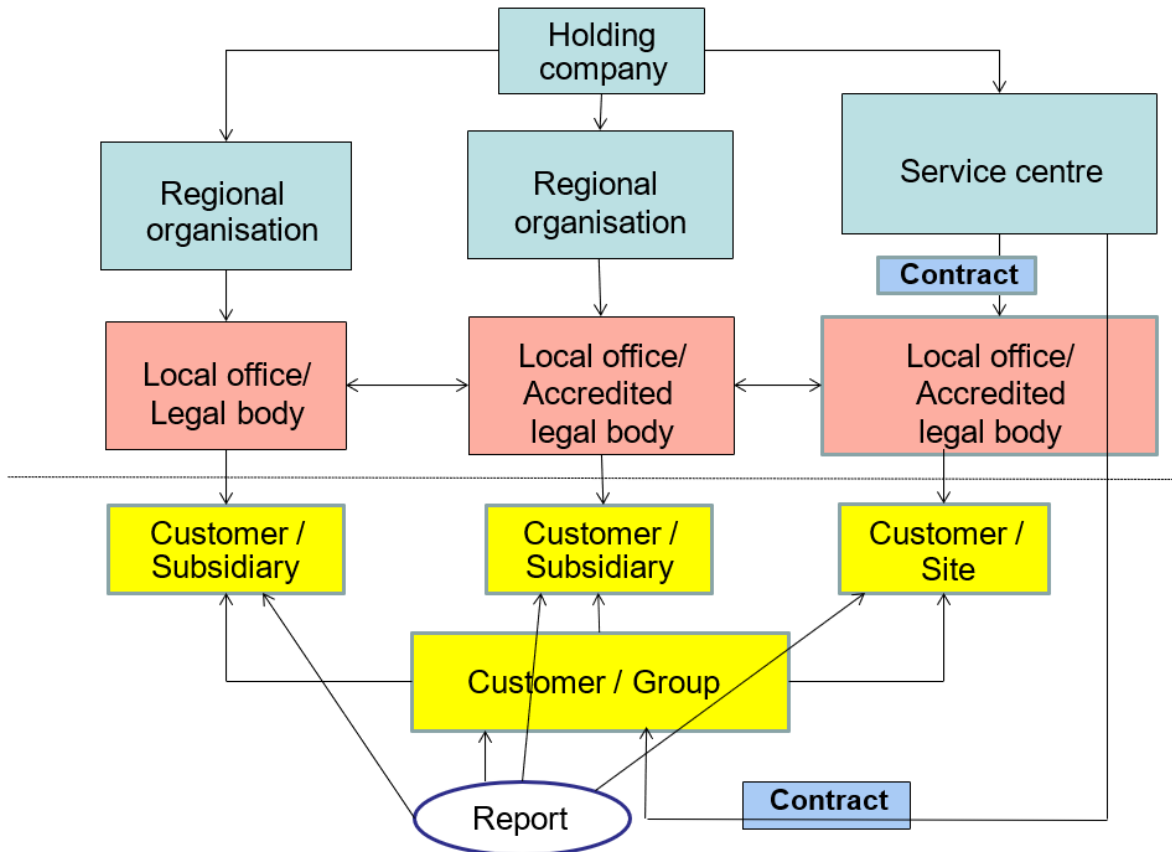 Holding
company
Regional
organisation
Regional
organisation
Service centre
Contract
Local office/
Legal body
Local office/
Accredited
legal body
Local office/
Accredited
legal body
Customer /
Subsidiary
Customer /
Subsidiary
Customer /
Site
Customer / Group
Report
Contract